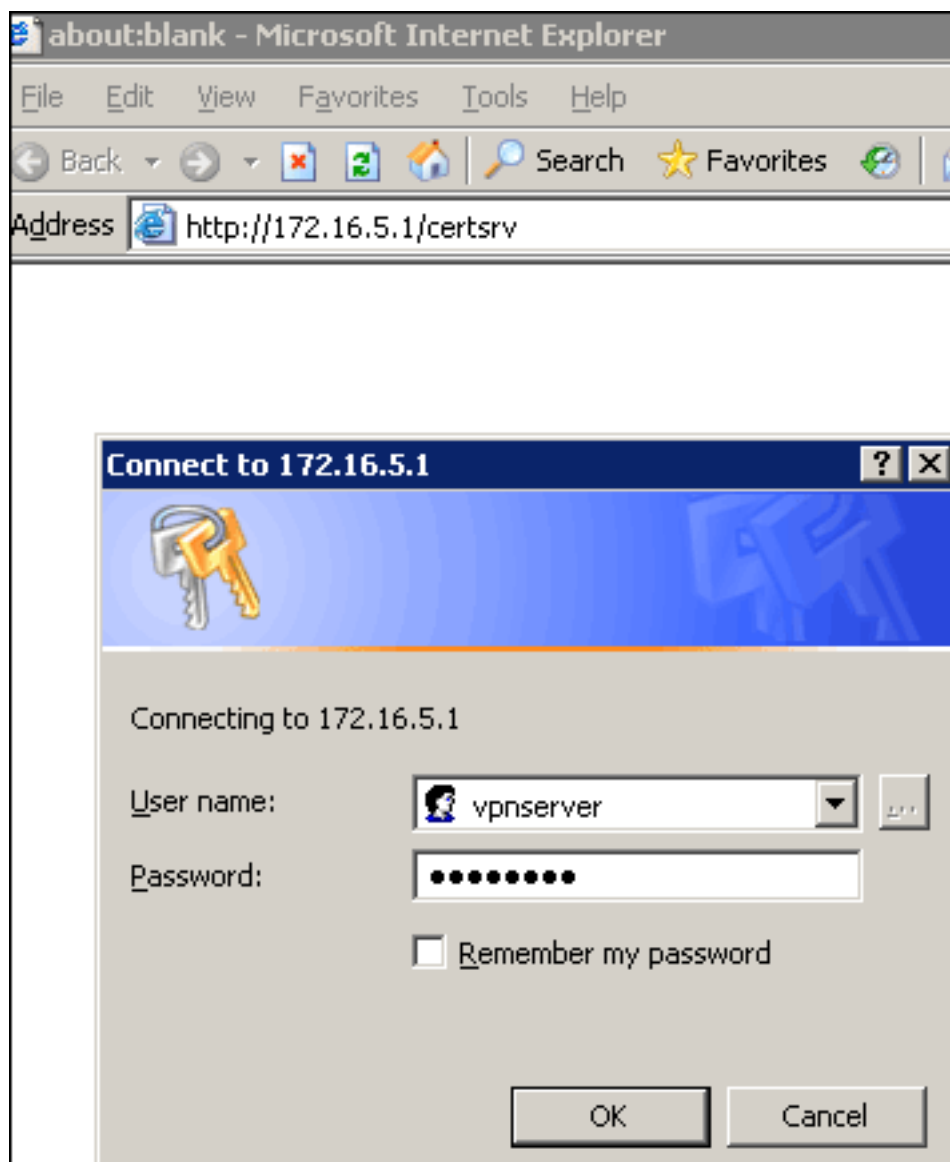 about:blank - Microsoft Internet Explorer
File Edit View Favorites Tools Help
Back Search Favorites
Address http://172.16.5.1/certsrv
Connect to 172.16.5.1
Connecting to 172.16.5.1
User name: vpnserver ...
Password: ●●●●●●●●
Remember my password
OK Cancel